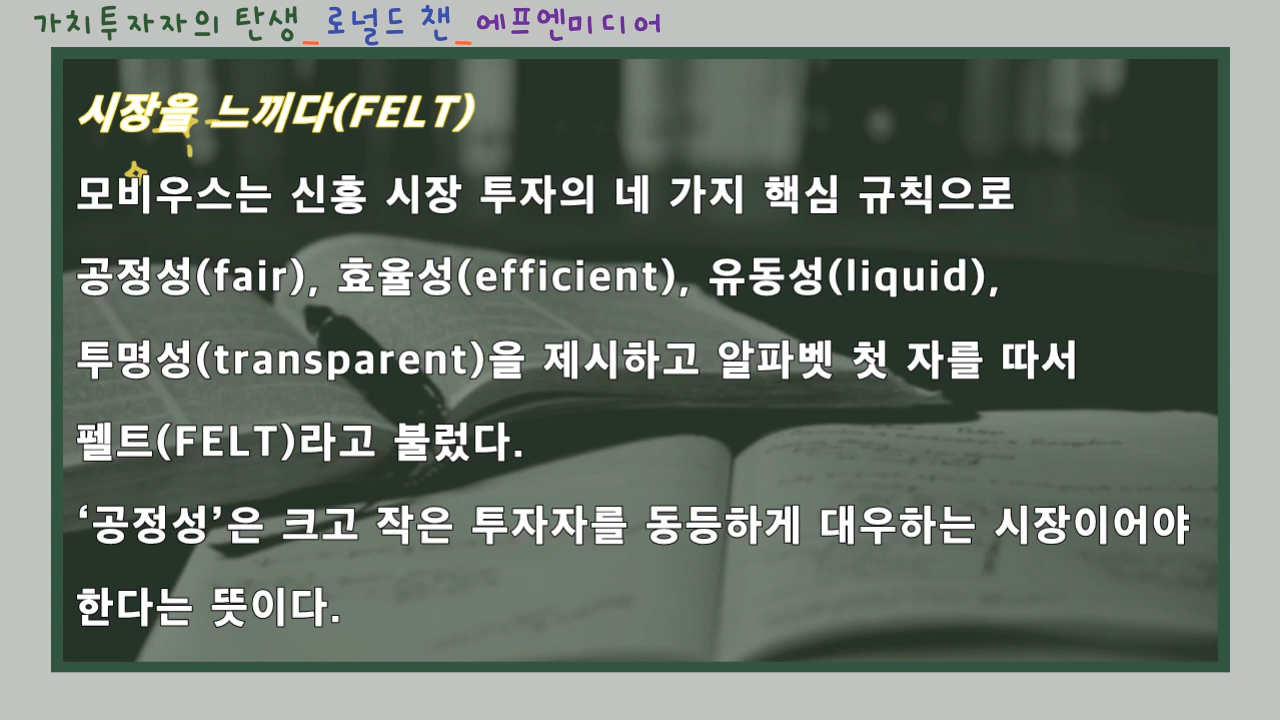 가치투자자의 탄생_로널드 챈_에프엔미디어
시장을 느끼다(FELT)
모비우스는 신흥 시장 투자의 네 가지 핵심 규칙으로
공정성(fair), 효율성(efficient), 유동성(liquid),
투명성(transparent)을 제시하고 알파벳 첫 자를 따서
펠트(FELT)라고 불렀다.
‘공정성’은 크고 작은 투자자를 동등하게 대우하는 시장이어야
한다는 뜻이다.